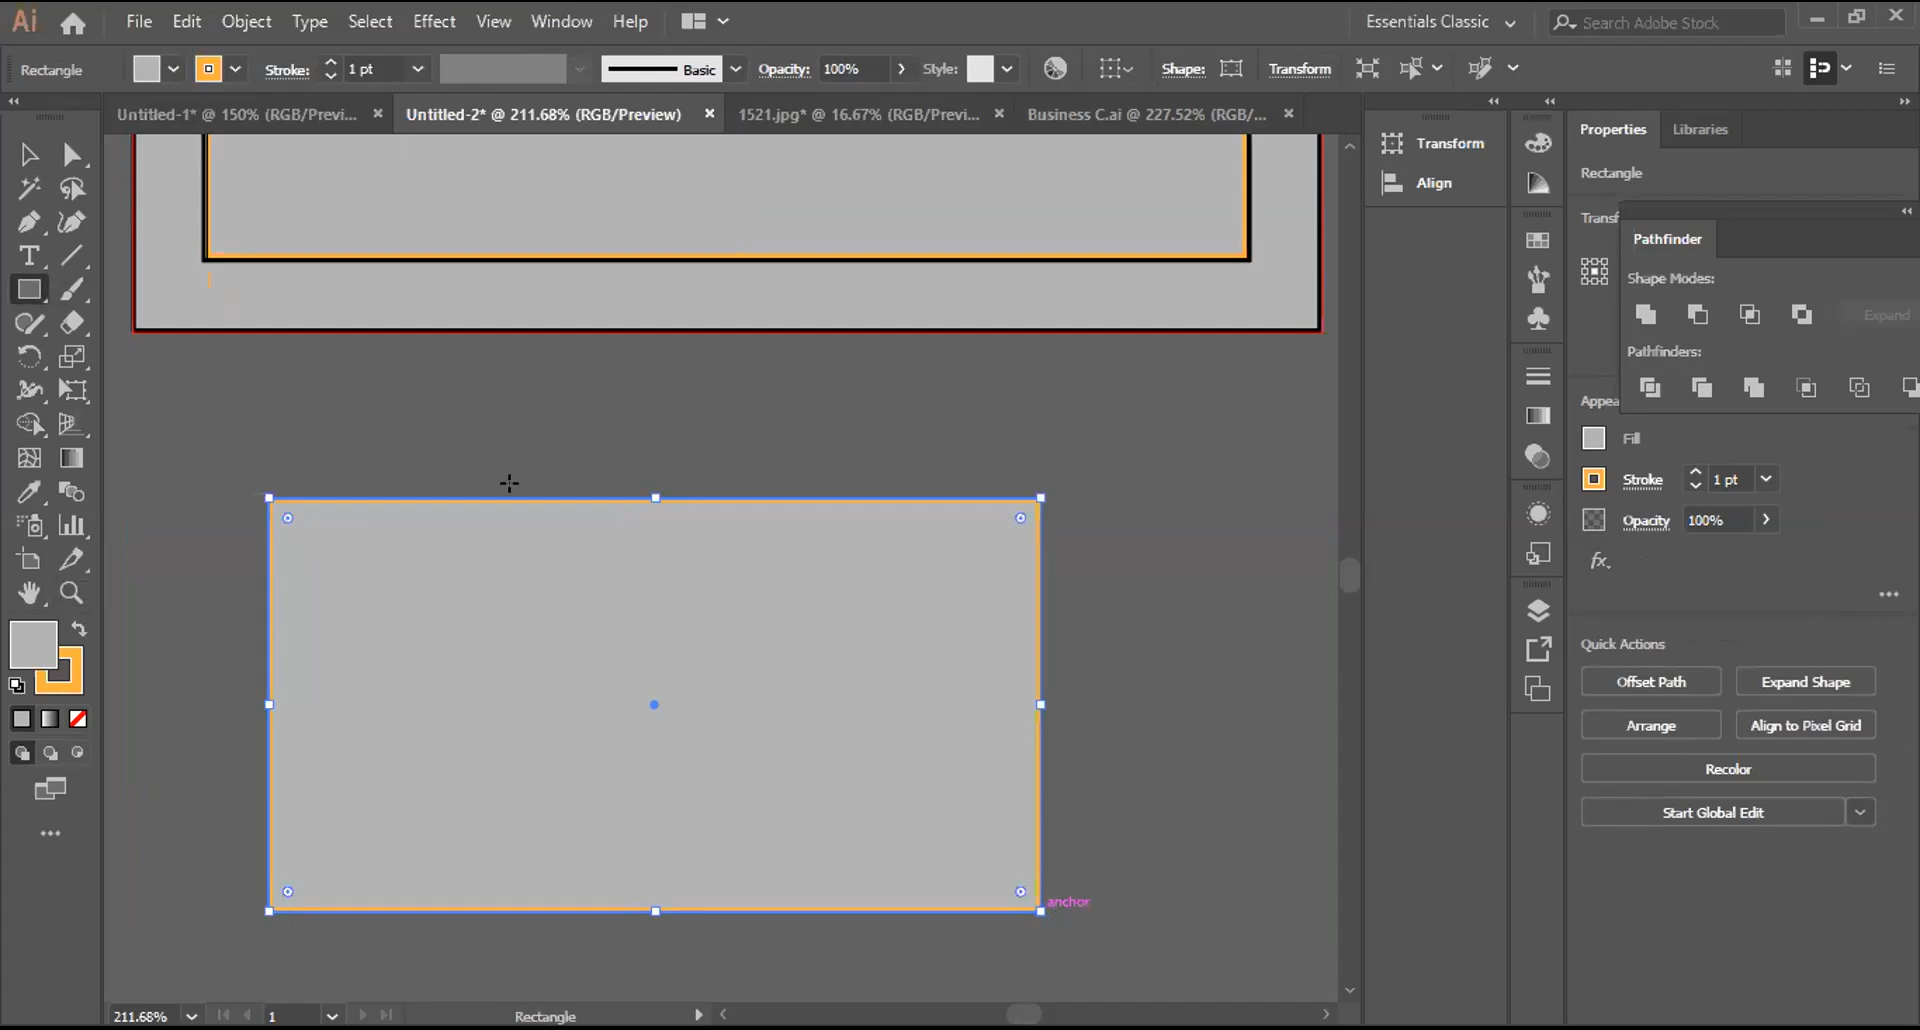 Ai File Edit Object Type Select Effect View Window Help Essentials Classic Search Adobe Stock
Rectangle Stroke: 1 pt Basic Opacity: 100% Style: Shape: Transform
Untitled-1* @ 150% (RGB/Previ... Untitled-2* @ 211.68% (RGB/Preview) 1521.jpg* @ 16.67% (RGB/Previ... Business C.ai @ 227.52% (RGB/...
Transform
Align
Properties Libraries
Rectangle
Transf
Pathfinder
Shape Modes:
Expand
Pathfinders:
Appea
Fill
Stroke 1 pt
Opacity 100%
fx.
Quick Actions
Offset Path Expand Shape
Arrange Align to Pixel Grid
Recolor
Start Global Edit
anchor
211.68% 1 Rectangle